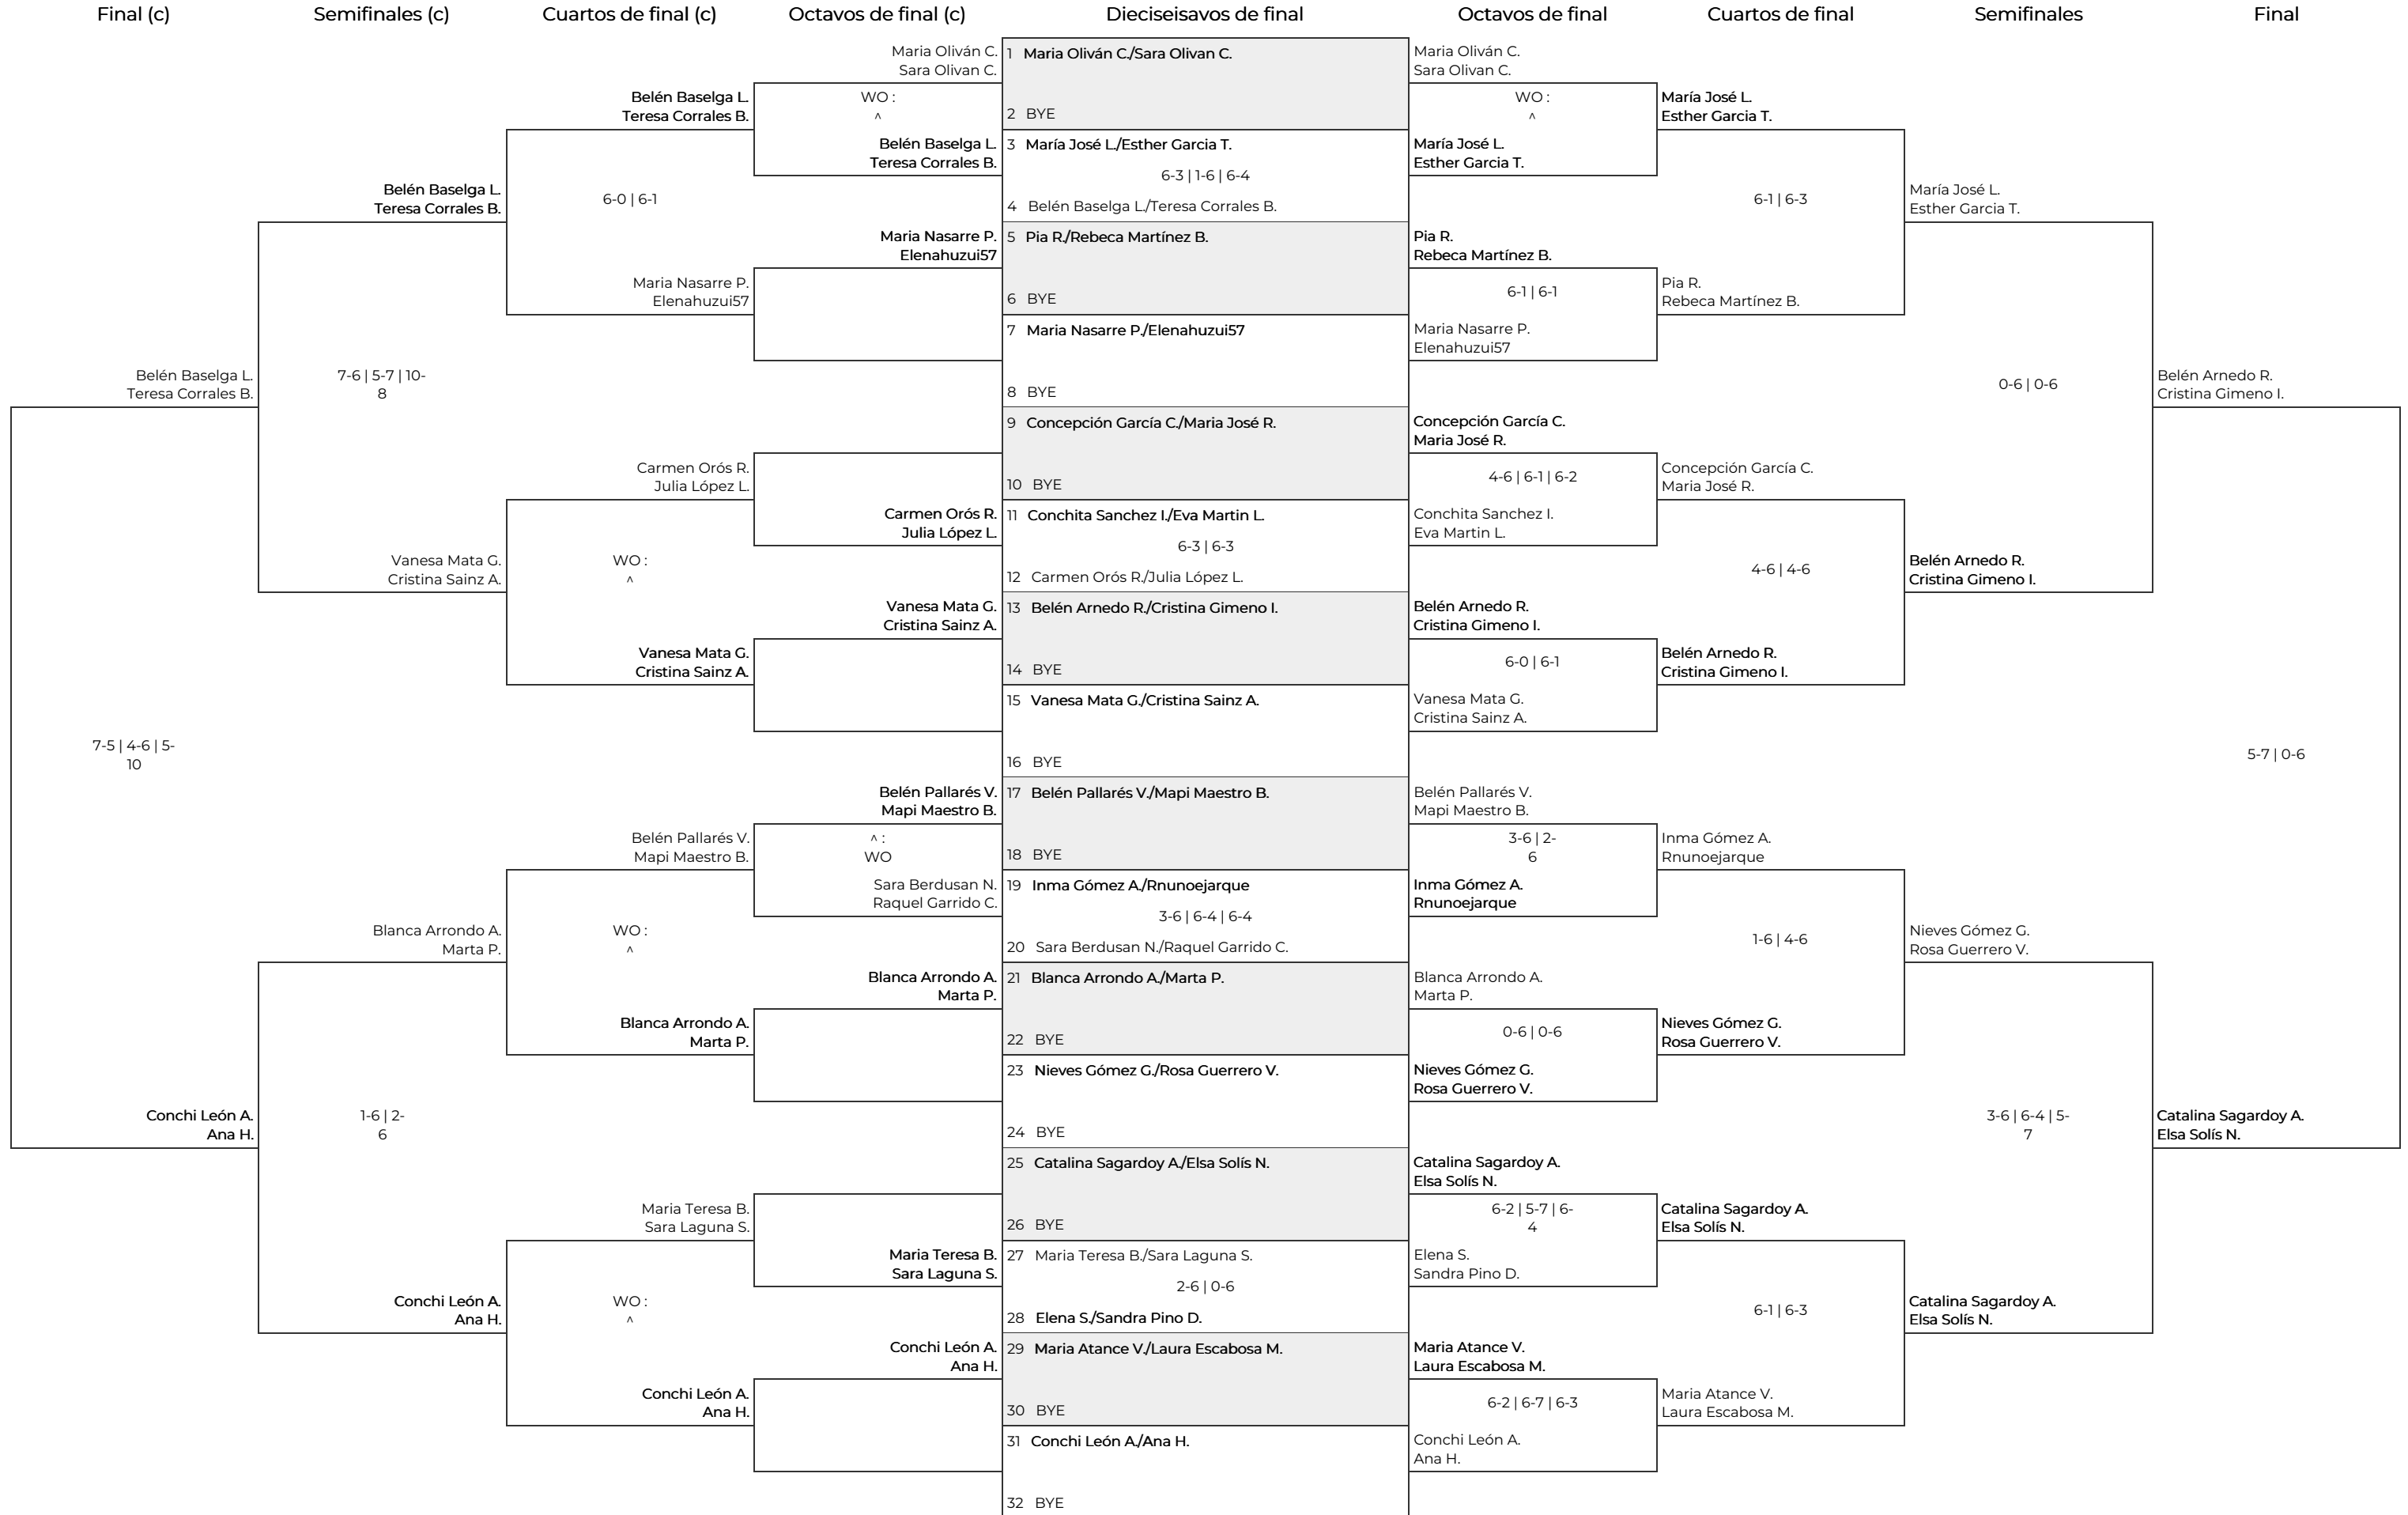 Final (c)
Semifinales (c)
Cuartos de final (c)
Octavos de final (c)
Dieciseisavos de final
Octavos de final
Cuartos de final
Semifinales
Final
Belén Baselga L.
Teresa Corrales B.
7-5 | 4-6 | 5-
10
Conchi León A.
Ana H.
Belén Baselga L.
Teresa Corrales B.
7-6 | 5-7 | 10-
8
Vanesa Mata G.
Cristina Sainz A.
Blanca Arrondo A.
Marta P.
1-6 | 2-
6
Conchi León A.
Ana H.
Belén Baselga L.
Teresa Corrales B.
6-0 | 6-1
Maria Nasarre P.
Elenahuzui57
Carmen Orós R.
Julia López L.
WO :
^
Vanesa Mata G.
Cristina Sainz A.
Belén Pallarés V.
Mapi Maestro B.
WO :
^
Blanca Arrondo A.
Marta P.
Maria Teresa B.
Sara Laguna S.
WO :
^
Conchi León A.
Ana H.
Maria Oliván C.
Sara Olivan C.
WO :
^
Belén Baselga L.
Teresa Corrales B.
Maria Nasarre P.
Elenahuzui57
Carmen Orós R.
Julia López L.
Vanesa Mata G.
Cristina Sainz A.
Belén Pallarés V.
Mapi Maestro B.
^ :
WO
Sara Berdusan N.
Raquel Garrido C.
Blanca Arrondo A.
Marta P.
Maria Teresa B.
Sara Laguna S.
Conchi León A.
Ana H.
1 Maria Oliván C./Sara Olivan C.
2 BYE
3 María José L./Esther Garcia T.
6-3 | 1-6 | 6-4
4 Belén Baselga L./Teresa Corrales B.
5 Pia R./Rebeca Martínez B.
6 BYE
7 Maria Nasarre P./Elenahuzui57
8 BYE
9 Concepción García C./Maria José R.
10 BYE
11 Conchita Sanchez I./Eva Martin L.
6-3 | 6-3
12 Carmen Orós R./Julia López L.
13 Belén Arnedo R./Cristina Gimeno I.
14 BYE
15 Vanesa Mata G./Cristina Sainz A.
16 BYE
17 Belén Pallarés V./Mapi Maestro B.
18 BYE
19 Inma Gómez A./Rnunoejarque
3-6 | 6-4 | 6-4
20 Sara Berdusan N./Raquel Garrido C.
21 Blanca Arrondo A./Marta P.
22 BYE
23 Nieves Gómez G./Rosa Guerrero V.
24 BYE
25 Catalina Sagardoy A./Elsa Solís N.
26 BYE
27 Maria Teresa B./Sara Laguna S.
2-6 | 0-6
28 Elena S./Sandra Pino D.
29 Maria Atance V./Laura Escabosa M.
30 BYE
31 Conchi León A./Ana H.
32 BYE
Maria Oliván C.
Sara Olivan C.
WO :
^
María José L.
Esther Garcia T.
Pia R.
Rebeca Martínez B.
6-1 | 6-1
Maria Nasarre P.
Elenahuzui57
Concepción García C.
Maria José R.
4-6 | 6-1 | 6-2
Conchita Sanchez I.
Eva Martin L.
Belén Arnedo R.
Cristina Gimeno I.
6-0 | 6-1
Vanesa Mata G.
Cristina Sainz A.
Belén Pallarés V.
Mapi Maestro B.
3-6 | 2-
6
Inma Gómez A.
Rnunoejarque
Blanca Arrondo A.
Marta P.
0-6 | 0-6
Nieves Gómez G.
Rosa Guerrero V.
Catalina Sagardoy A.
Elsa Solís N.
6-2 | 5-7 | 6-
4
Elena S.
Sandra Pino D.
Maria Atance V.
Laura Escabosa M.
6-2 | 6-7 | 6-3
Conchi León A.
Ana H.
María José L.
Esther Garcia T.
6-1 | 6-3
Pia R.
Rebeca Martínez B.
Concepción García C.
Maria José R.
4-6 | 4-6
Belén Arnedo R.
Cristina Gimeno I.
Inma Gómez A.
Rnunoejarque
1-6 | 4-6
Nieves Gómez G.
Rosa Guerrero V.
Catalina Sagardoy A.
Elsa Solís N.
6-1 | 6-3
Maria Atance V.
Laura Escabosa M.
María José L.
Esther Garcia T.
0-6 | 0-6
Belén Arnedo R.
Cristina Gimeno I.
Nieves Gómez G.
Rosa Guerrero V.
3-6 | 6-4 | 5-
7
Catalina Sagardoy A.
Elsa Solís N.
Belén Arnedo R.
Cristina Gimeno I.
5-7 | 0-6
Catalina Sagardoy A.
Elsa Solís N.